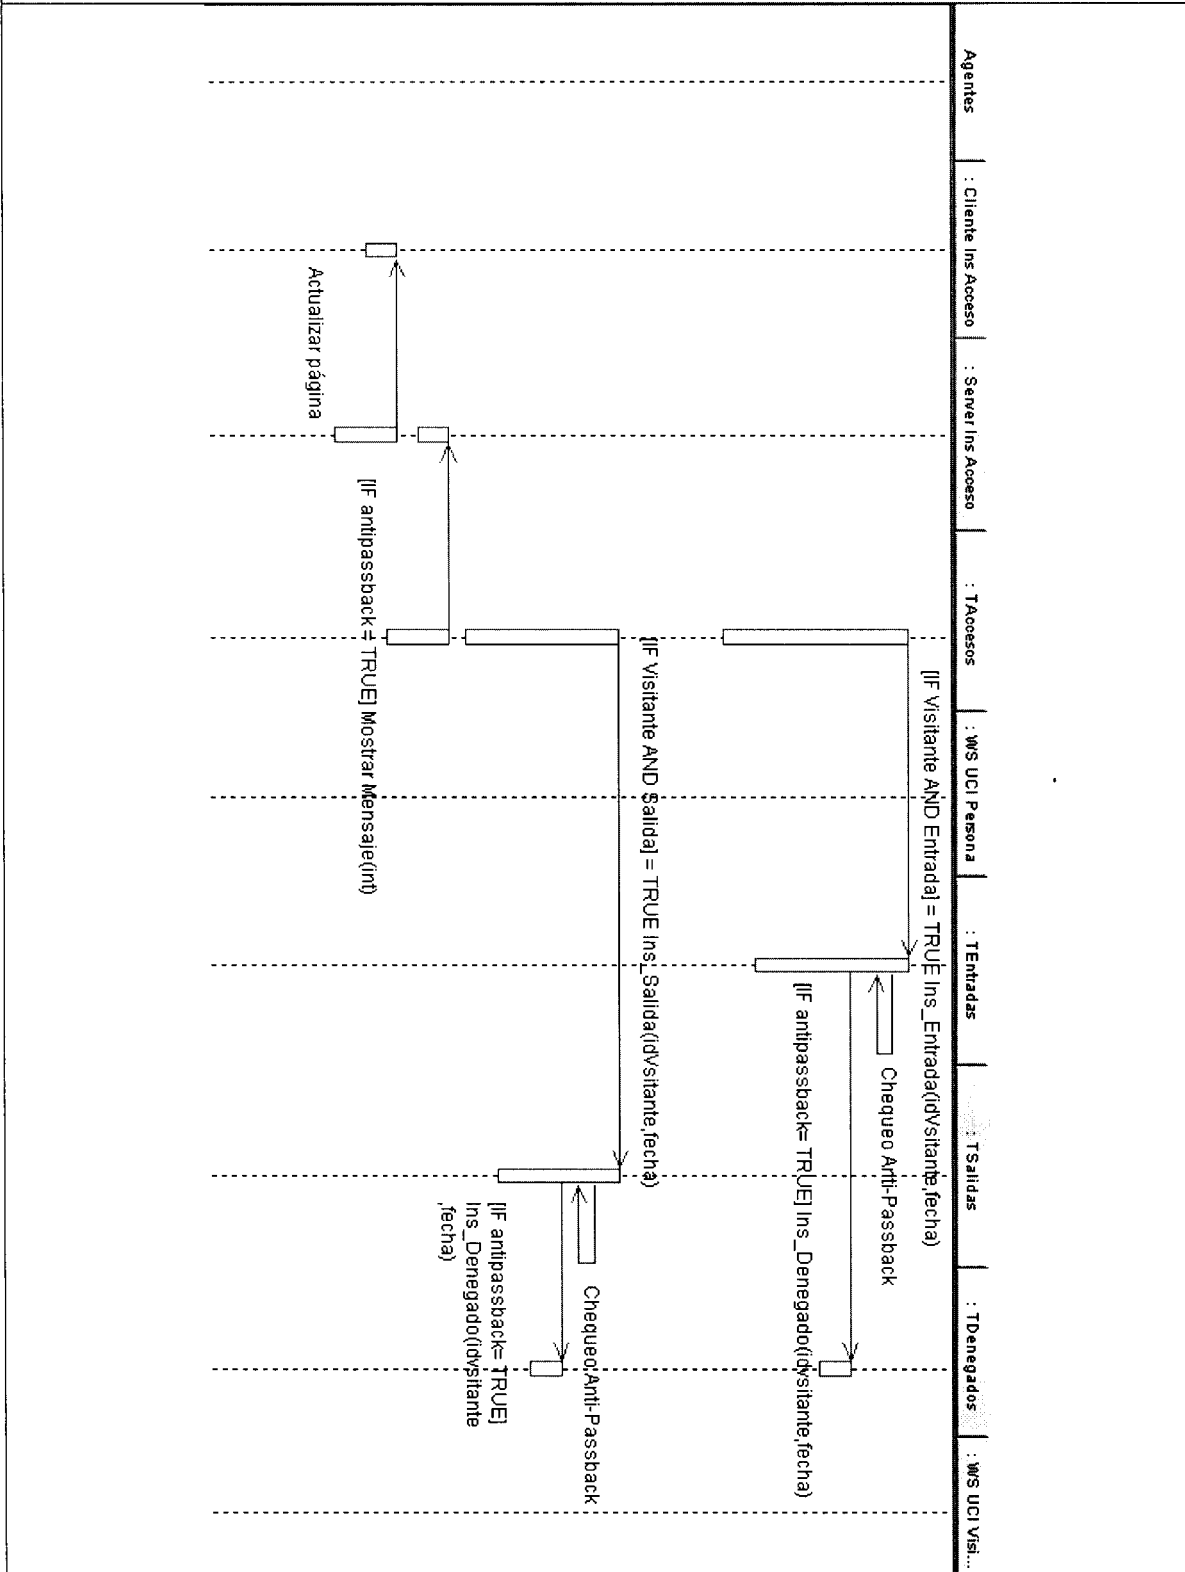 Agentes
: Cliente Ins Acceso
: Server Ins Acceso
: TAccesos
: WS UCI Persona
: TEntradas
: TSalidas
: TDenegados
: WS UCI Visi...
[IF Visitante AND Entrada] = TRUE Ins_Entrada(idVsitante,fecha)
Chequeo Anti-Passback
[IF antipassback= TRUE] Ins_Denegado(idvsitante,fecha)
[IF Visitante AND Salida] = TRUE Ins_Salida(idVsitante,fecha)
Chequeo Anti-Passback
[IF antipassback= TRUE]
Ins_Denegado(idvsitante
,fecha)
[IF antipassback= TRUE] Mostrar Mensaje(int)
Actualizar página